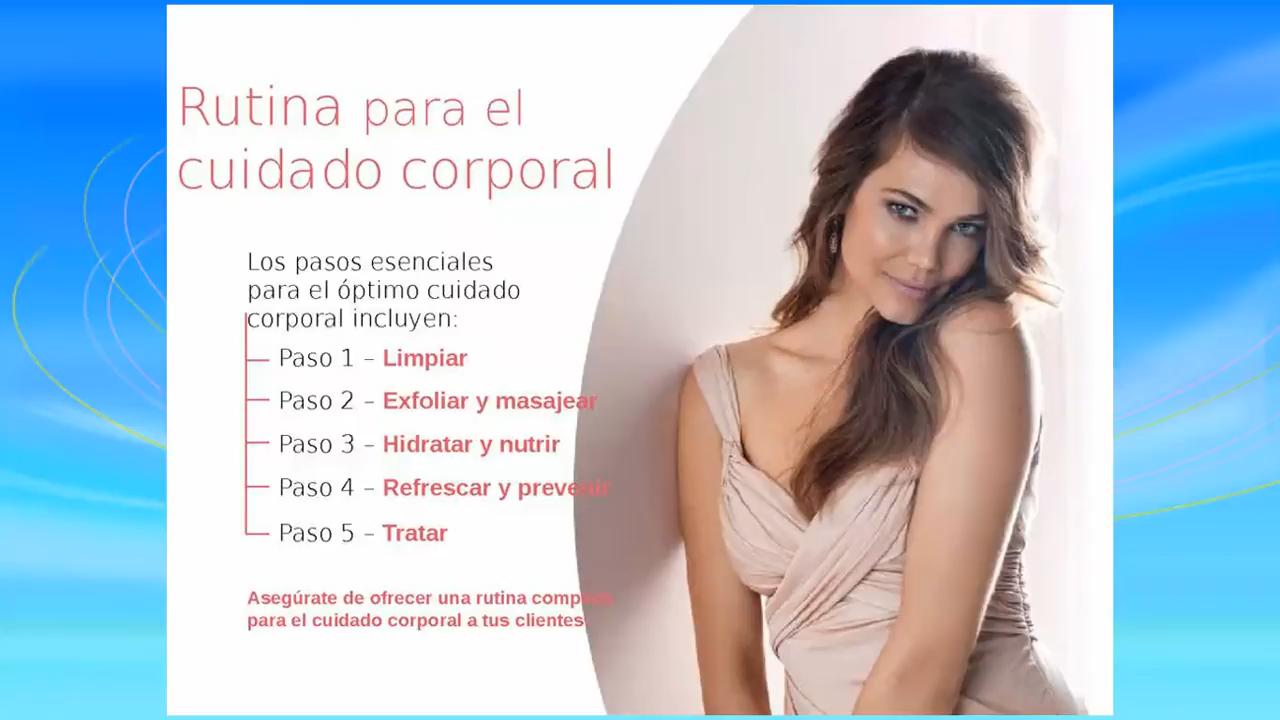 Rutina para el
cuidado corporal
Los pasos esenciales
para el óptimo cuidado
corporal incluyen:
Paso 1 – Limpiar
Paso 2 – Exfoliar y masajear
Paso 3 – Hidratar y nutrir
Paso 4 – Refrescar y prevenir
Paso 5 – Tratar
Asegúrate de ofrecer una rutina completa
para el cuidado corporal a tus clientes